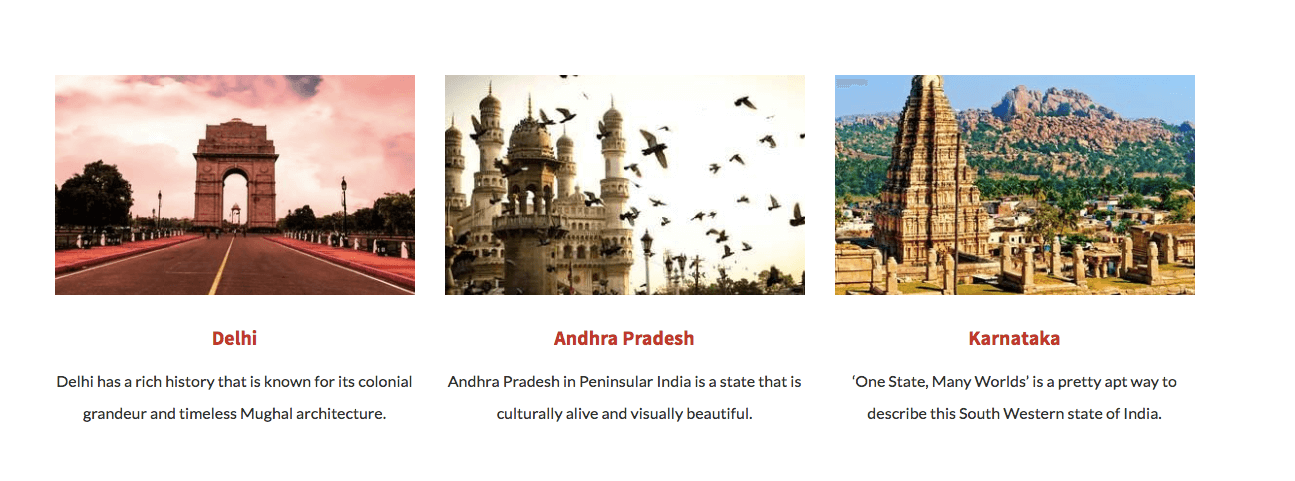 Delhi
Delhi has a rich history that is known for its colonial
grandeur and timeless Mughal architecture.
Andhra Pradesh
Andhra Pradesh in Peninsular India is a state that is
culturally alive and visually beautiful.
Karnataka
‘One State, Many Worlds’ is a pretty apt way to
describe this South Western state of India.